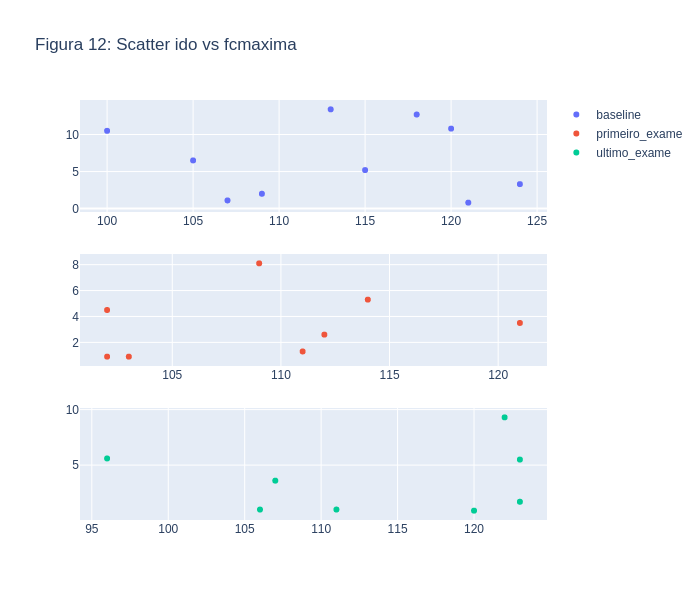 Figura 12: Scatter ido vs fcmaxima
baseline
primeiro_exame
ultimo_exame
10
5
0
100 105 110 115 120 125
8
6
4
2
105 110 115 120
10
5
95 100 105 110 115 120